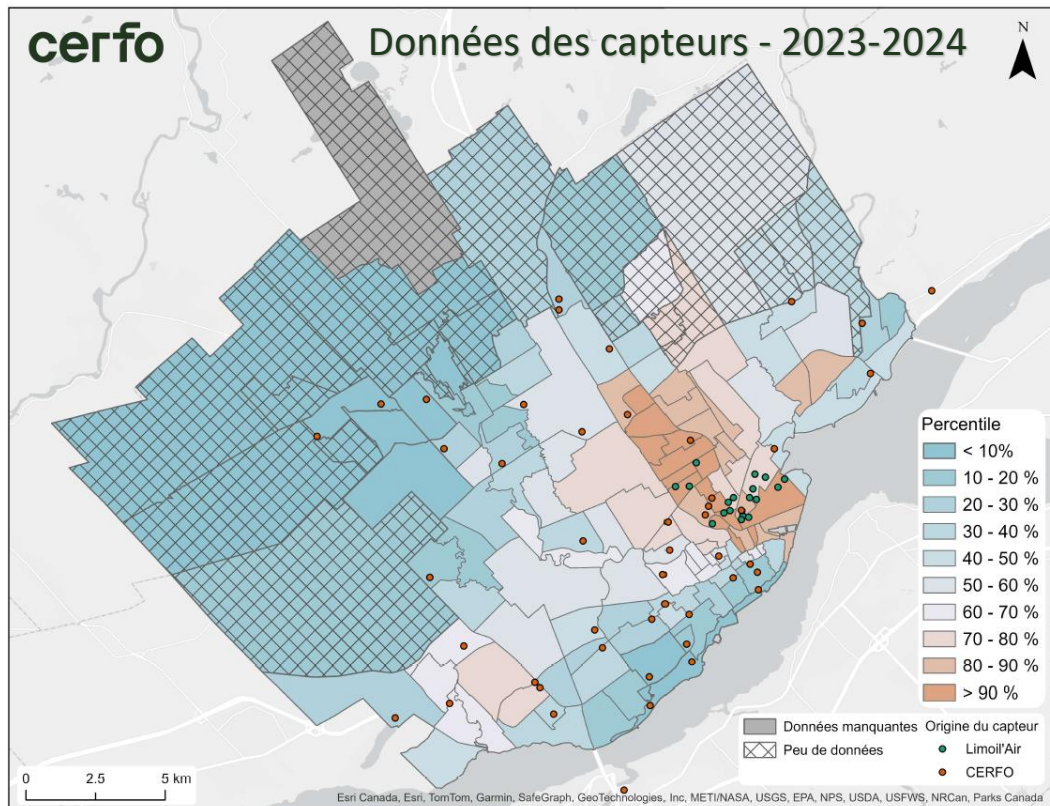 cerfo
Données des capteurs - 2023-2024
N
Percentile
< 10%
10 - 20 %
20 - 30 %
30 - 40 %
40 - 50 %
50 - 60 %
60 - 70 %
70 - 80 %
80 - 90 %
> 90 %
Données manquantes
Peu de données
Origine du capteur
Limoil'Air
CERFO
0 2.5 5 km
Esri Canada, Esri, TomTom, Garmin, SafeGraph, GeoTechnologies, Inc, METI/NASA, USGS, EPA, NPS, USDA, USFWS, NRCan, Parks Canada